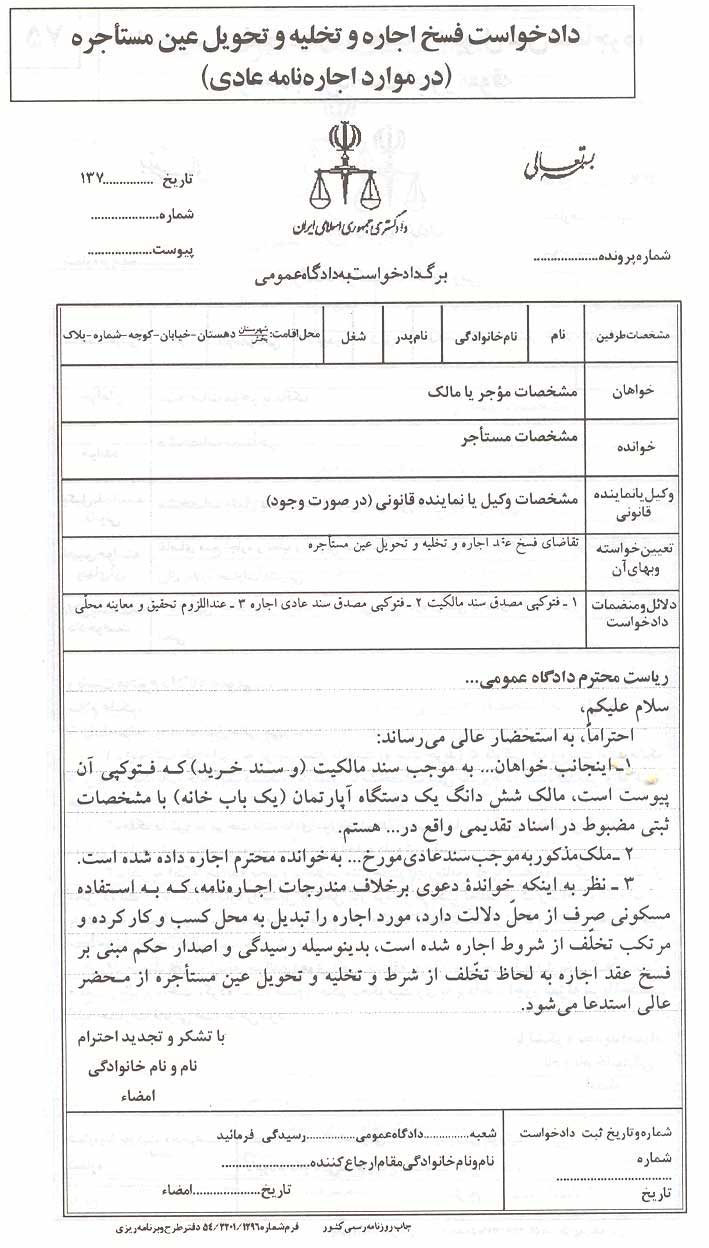 دادخواست فسخ اجاره و تخلیه و تحویل عین مستأجره
(در موارد اجاره‌نامه عادی)
بسمه تعالی
تاریخ ............... ۱۳۷
شماره....................
پیوست...................
دادگستری جمهوری اسلامی ایران
شماره پرونده...................
برگ دادخواست به دادگاه عمومی
مشخصات طرفین
نام
نام خانوادگی
نام پدر
شغل
محل اقامت: شهرستان بخش دهستان-خیابان-کوچه-شماره-پلاک
خواهان
مشخصات مؤجر یا مالک
خوانده
مشخصات مستأجر
وکیل یا نماینده
قانونی
مشخصات وکیل یا نماینده قانونی (در صورت وجود)
تعیین خواسته
وبهای آن
تقاضای فسخ عقد اجاره و تخلیه و تحویل عین مستأجره
دلائل و منضمات
دادخواست
۱ ـ فتوکپی مصدق سند مالکیت ۲ ـ فتوکپی مصدق سند عادی اجاره ۳ ـ عنداللزوم تحقیق و معاینه محلّی
ریاست محترم دادگاه عمومی...
سلام علیکم،
احتراماً، به استحضار عالی می‌رساند:
۱ـ اینجانب خواهان... به موجب سند مالکیت (و سند خرید) که فتوکپی آن
پیوست است، مالک شش دانگ یک دستگاه آپارتمان (یک باب خانه) با مشخصات
ثبتی مضبوط در اسناد تقدیمی واقع در... هستم.
۲ ـ ملک مذکور به موجب سند عادی مورخ... به خوانده محترم اجاره داده شده است.
۳ ـ نظر به اینکه خواندهٔ دعوی برخلاف مندرجات اجاره‌نامه، که به استفاده
مسکونی صرف از محلّ دلالت دارد، مورد اجاره را تبدیل به محل کسب و کار کرده و
مرتکب تخلّف از شروط اجاره شده است، بدینوسیله رسیدگی و اصدار حکم مبنی بر
فسخ عقد اجاره به لحاظ تخلّف از شرط و تخلیه و تحویل عین مستأجره از محضر
عالی استدعا می‌شود.
با تشکر و تجدید احترام
نام و نام خانوادگی
امضاء
شماره و تاریخ ثبت دادخواست
شماره
..............................
تاریخ
شعبه.............دادگاه عمومی..............رسیدگی فرمائید
نام و نام خانوادگی مقام ارجاع کننده.......................
تاریخ....................امضاء
چاپ روزنامه رسمی کشور فرم شماره ۵۴/۲۲۰۱/۱۲۹۶ دفتر طرح و برنامه‌ریزی